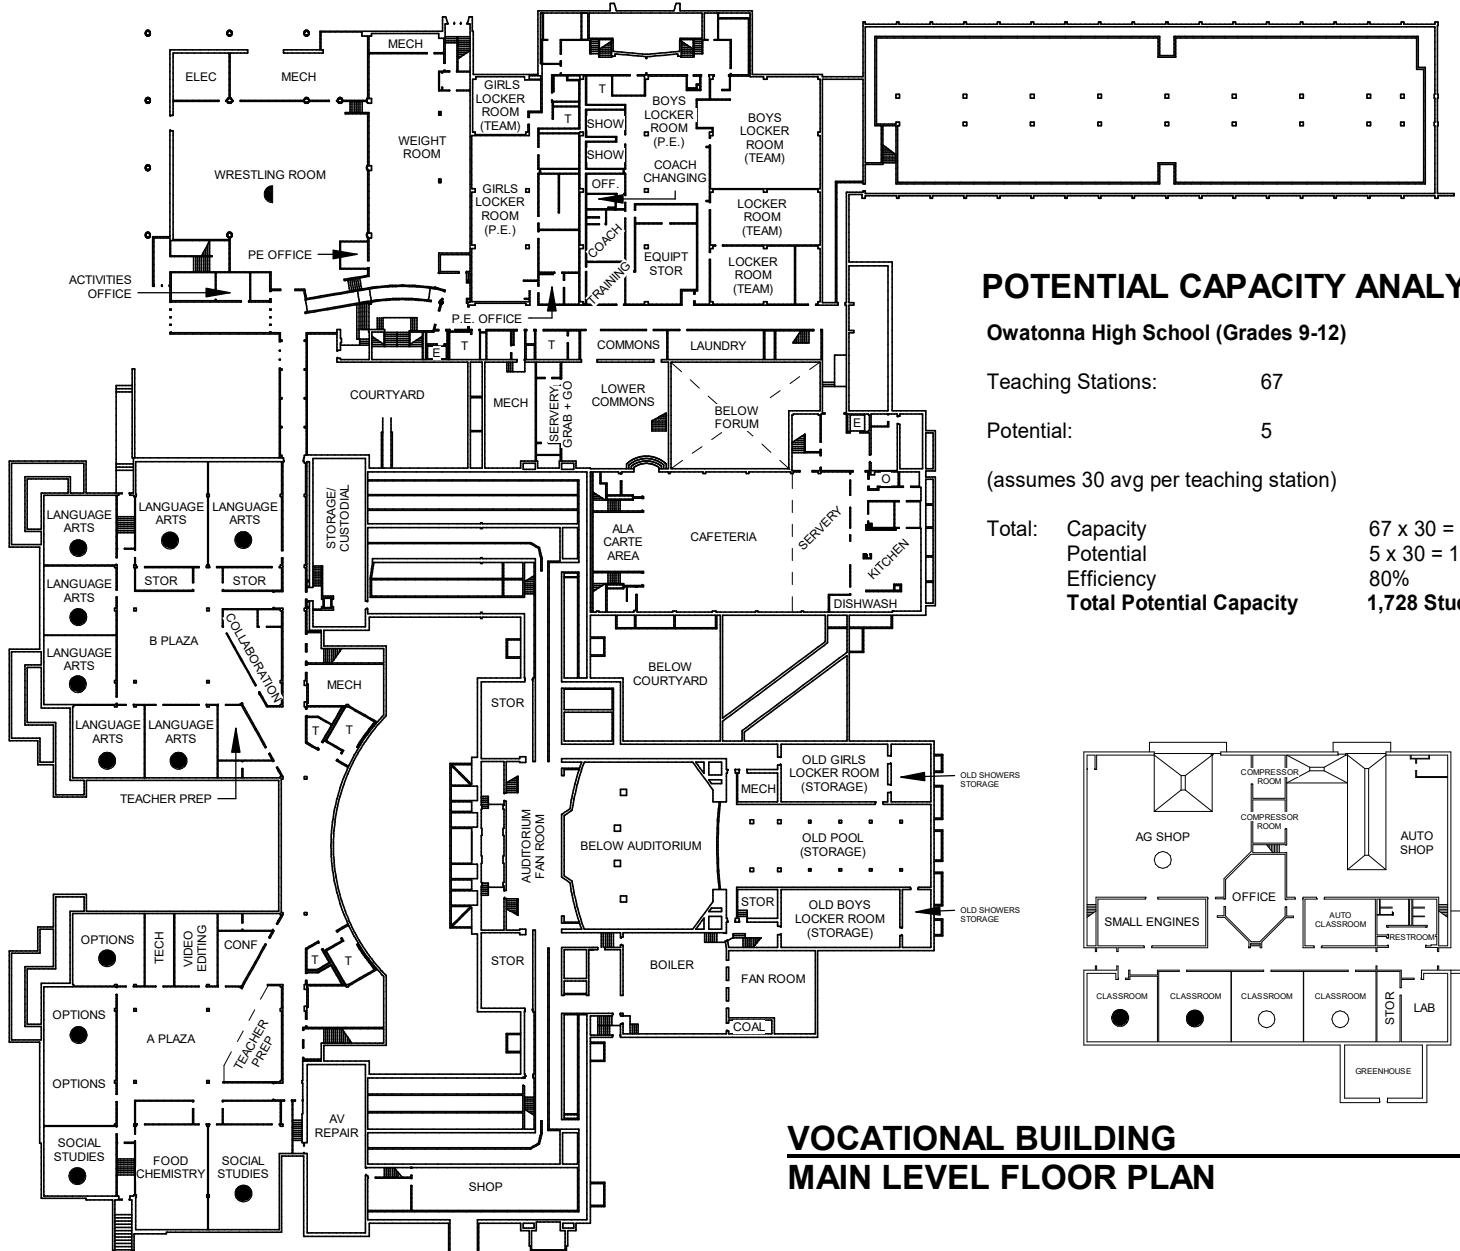 MECH
ELEC
MECH
GIRLS
LOCKER
ROOM
(TEAM)
T
T
SHOW
SHOW
BOYS
LOCKER
ROOM
(P.E.)
BOYS
LOCKER
ROOM
(TEAM)
WEIGHT
ROOM
WRESTLING ROOM
COACH
CHANGING
OFF.
GIRLS
LOCKER
ROOM
(P.E.)
LOCKER
ROOM
(TEAM)
COACH
EQUIPT
STOR
LOCKER
ROOM
(TEAM)
TRAINING
PE OFFICE
ACTIVITIES
OFFICE
P.E. OFFICE
E
T
T
COMMONS
LAUNDRY
COURTYARD
MECH
SERVERY
GRAB + GO
LOWER
COMMONS
BELOW
FORUM
E
POTENTIAL CAPACITY ANALY
Owatonna High School (Grades 9-12)
Teaching Stations: 67
Potential: 5
(assumes 30 avg per teaching station)
Total: Capacity 67 x 30 =
Potential 5 x 30 = 1
Efficiency 80%
Total Potential Capacity 1,728 Stud
LANGUAGE
ARTS
LANGUAGE
ARTS
LANGUAGE
ARTS
STORAGE/
CUSTODIAL
ALA
CARTE
AREA
CAFETERIA
SERVERY
O
KITCHEN
DISHWASH
STOR
STOR
LANGUAGE
ARTS
B PLAZA
COLLABORATION
LANGUAGE
ARTS
MECH
BELOW
COURTYARD
STOR
LANGUAGE
ARTS
LANGUAGE
ARTS
T
T
TEACHER PREP
OLD GIRLS
LOCKER ROOM
(STORAGE)
MECH
OLD SHOWERS
STORAGE
AUDITORIUM
FAN ROOM
BELOW AUDITORIUM
OLD POOL
(STORAGE)
STOR
OLD BOYS
LOCKER ROOM
(STORAGE)
OLD SHOWERS
STORAGE
COMPRESSOR
ROOM
COMPRESSOR
ROOM
AG SHOP
AUTO
SHOP
OFFICE
SMALL ENGINES
AUTO
CLASSROOM
RESTROOM
CLASSROOM
CLASSROOM
CLASSROOM
CLASSROOM
STOR
LAB
GREENHOUSE
OPTIONS
TECH
VIDEO
EDITING
CONF
T
T
STOR
BOILER
FAN ROOM
COAL
OPTIONS
A PLAZA
TEACHER
PREP
OPTIONS
AV
REPAIR
SOCIAL
STUDIES
FOOD
CHEMISTRY
SOCIAL
STUDIES
SHOP
VOCATIONAL BUILDING
MAIN LEVEL FLOOR PLAN